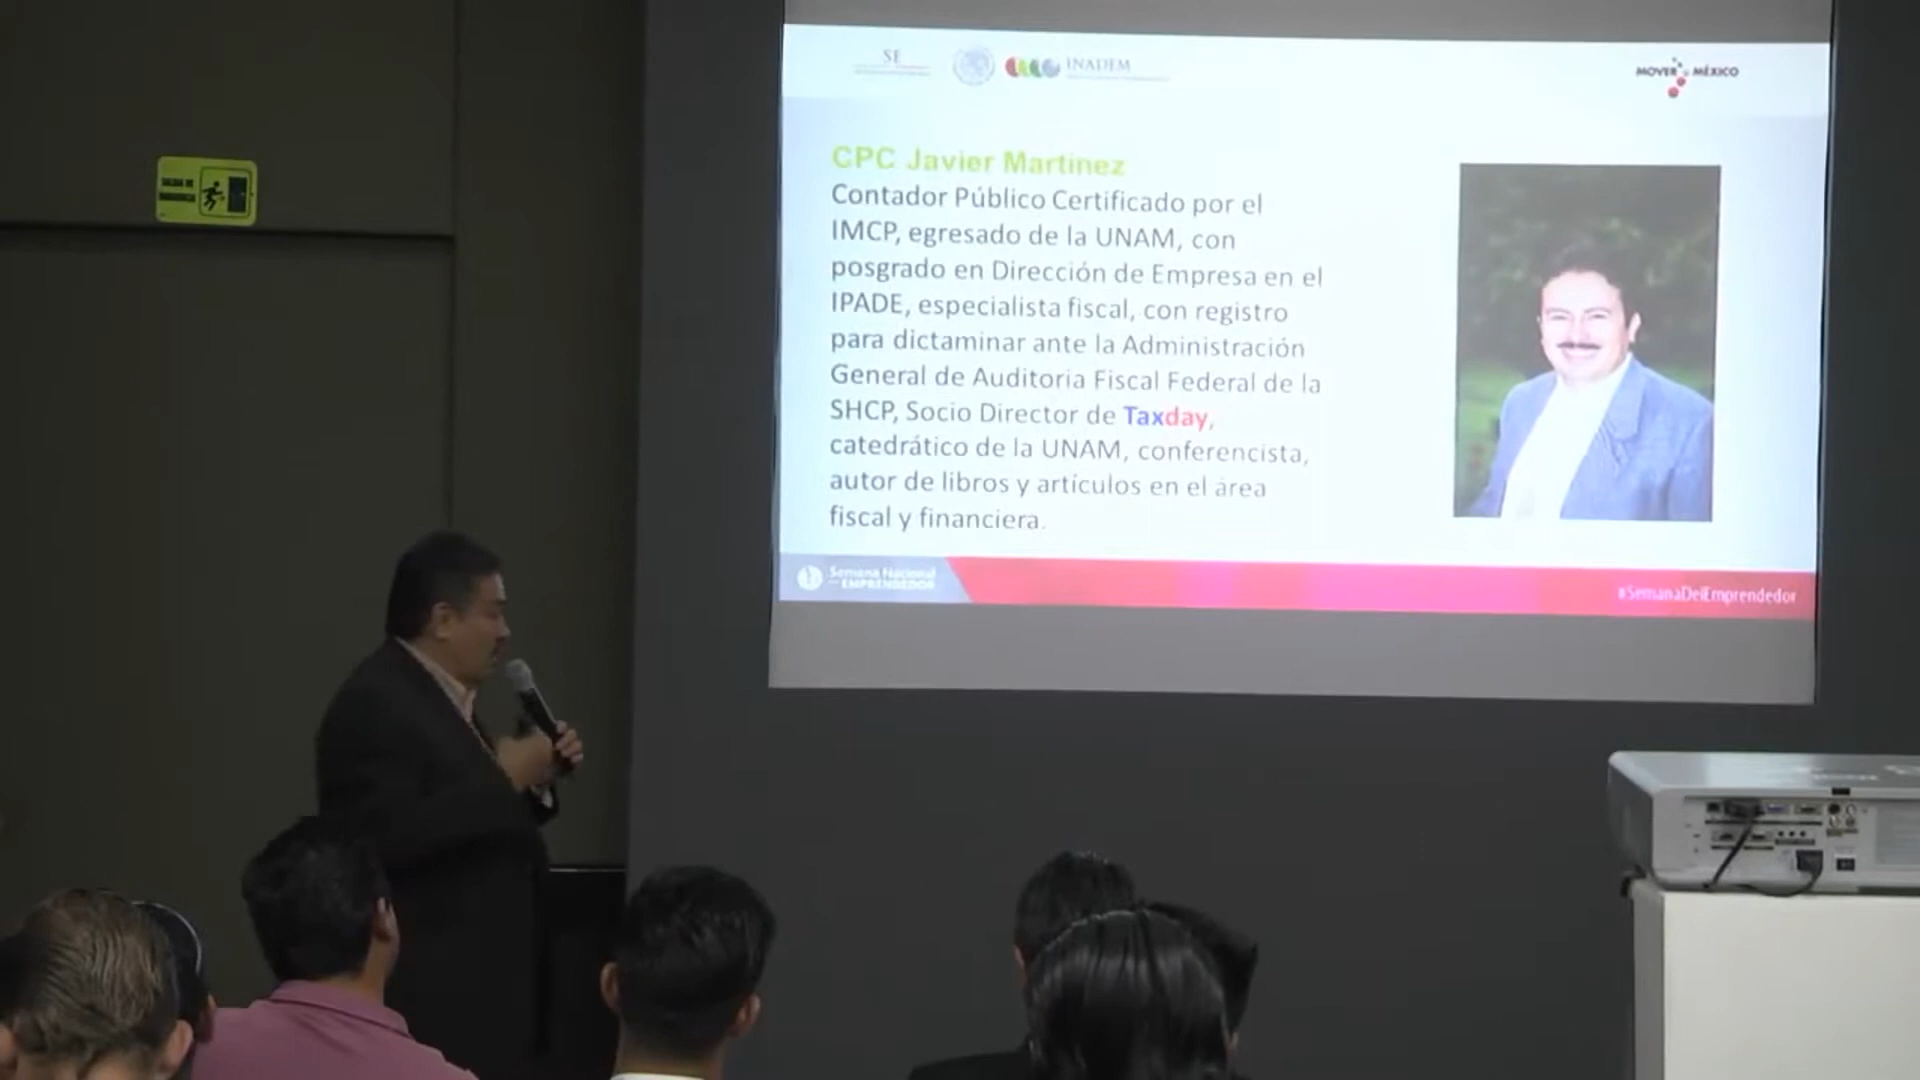 SE
INADEM
MOVER A MÉXICO
SALIDA DE
EMERGENCIA
CPC Javier Martinez
Contador Público Certificado por el
IMCP, egresado de la UNAM, con
posgrado en Dirección de Empresa en el
IPADE, especialista fiscal, con registro
para dictaminar ante la Administración
General de Auditoria Fiscal Federal de la
SHCP, Socio Director de Taxday,
catedrático de la UNAM, conferencista,
autor de libros y artículos en el área
fiscal y financiera.
Semana Nacional
EMPRENDEDOR
#SemanaDelEmprendedor